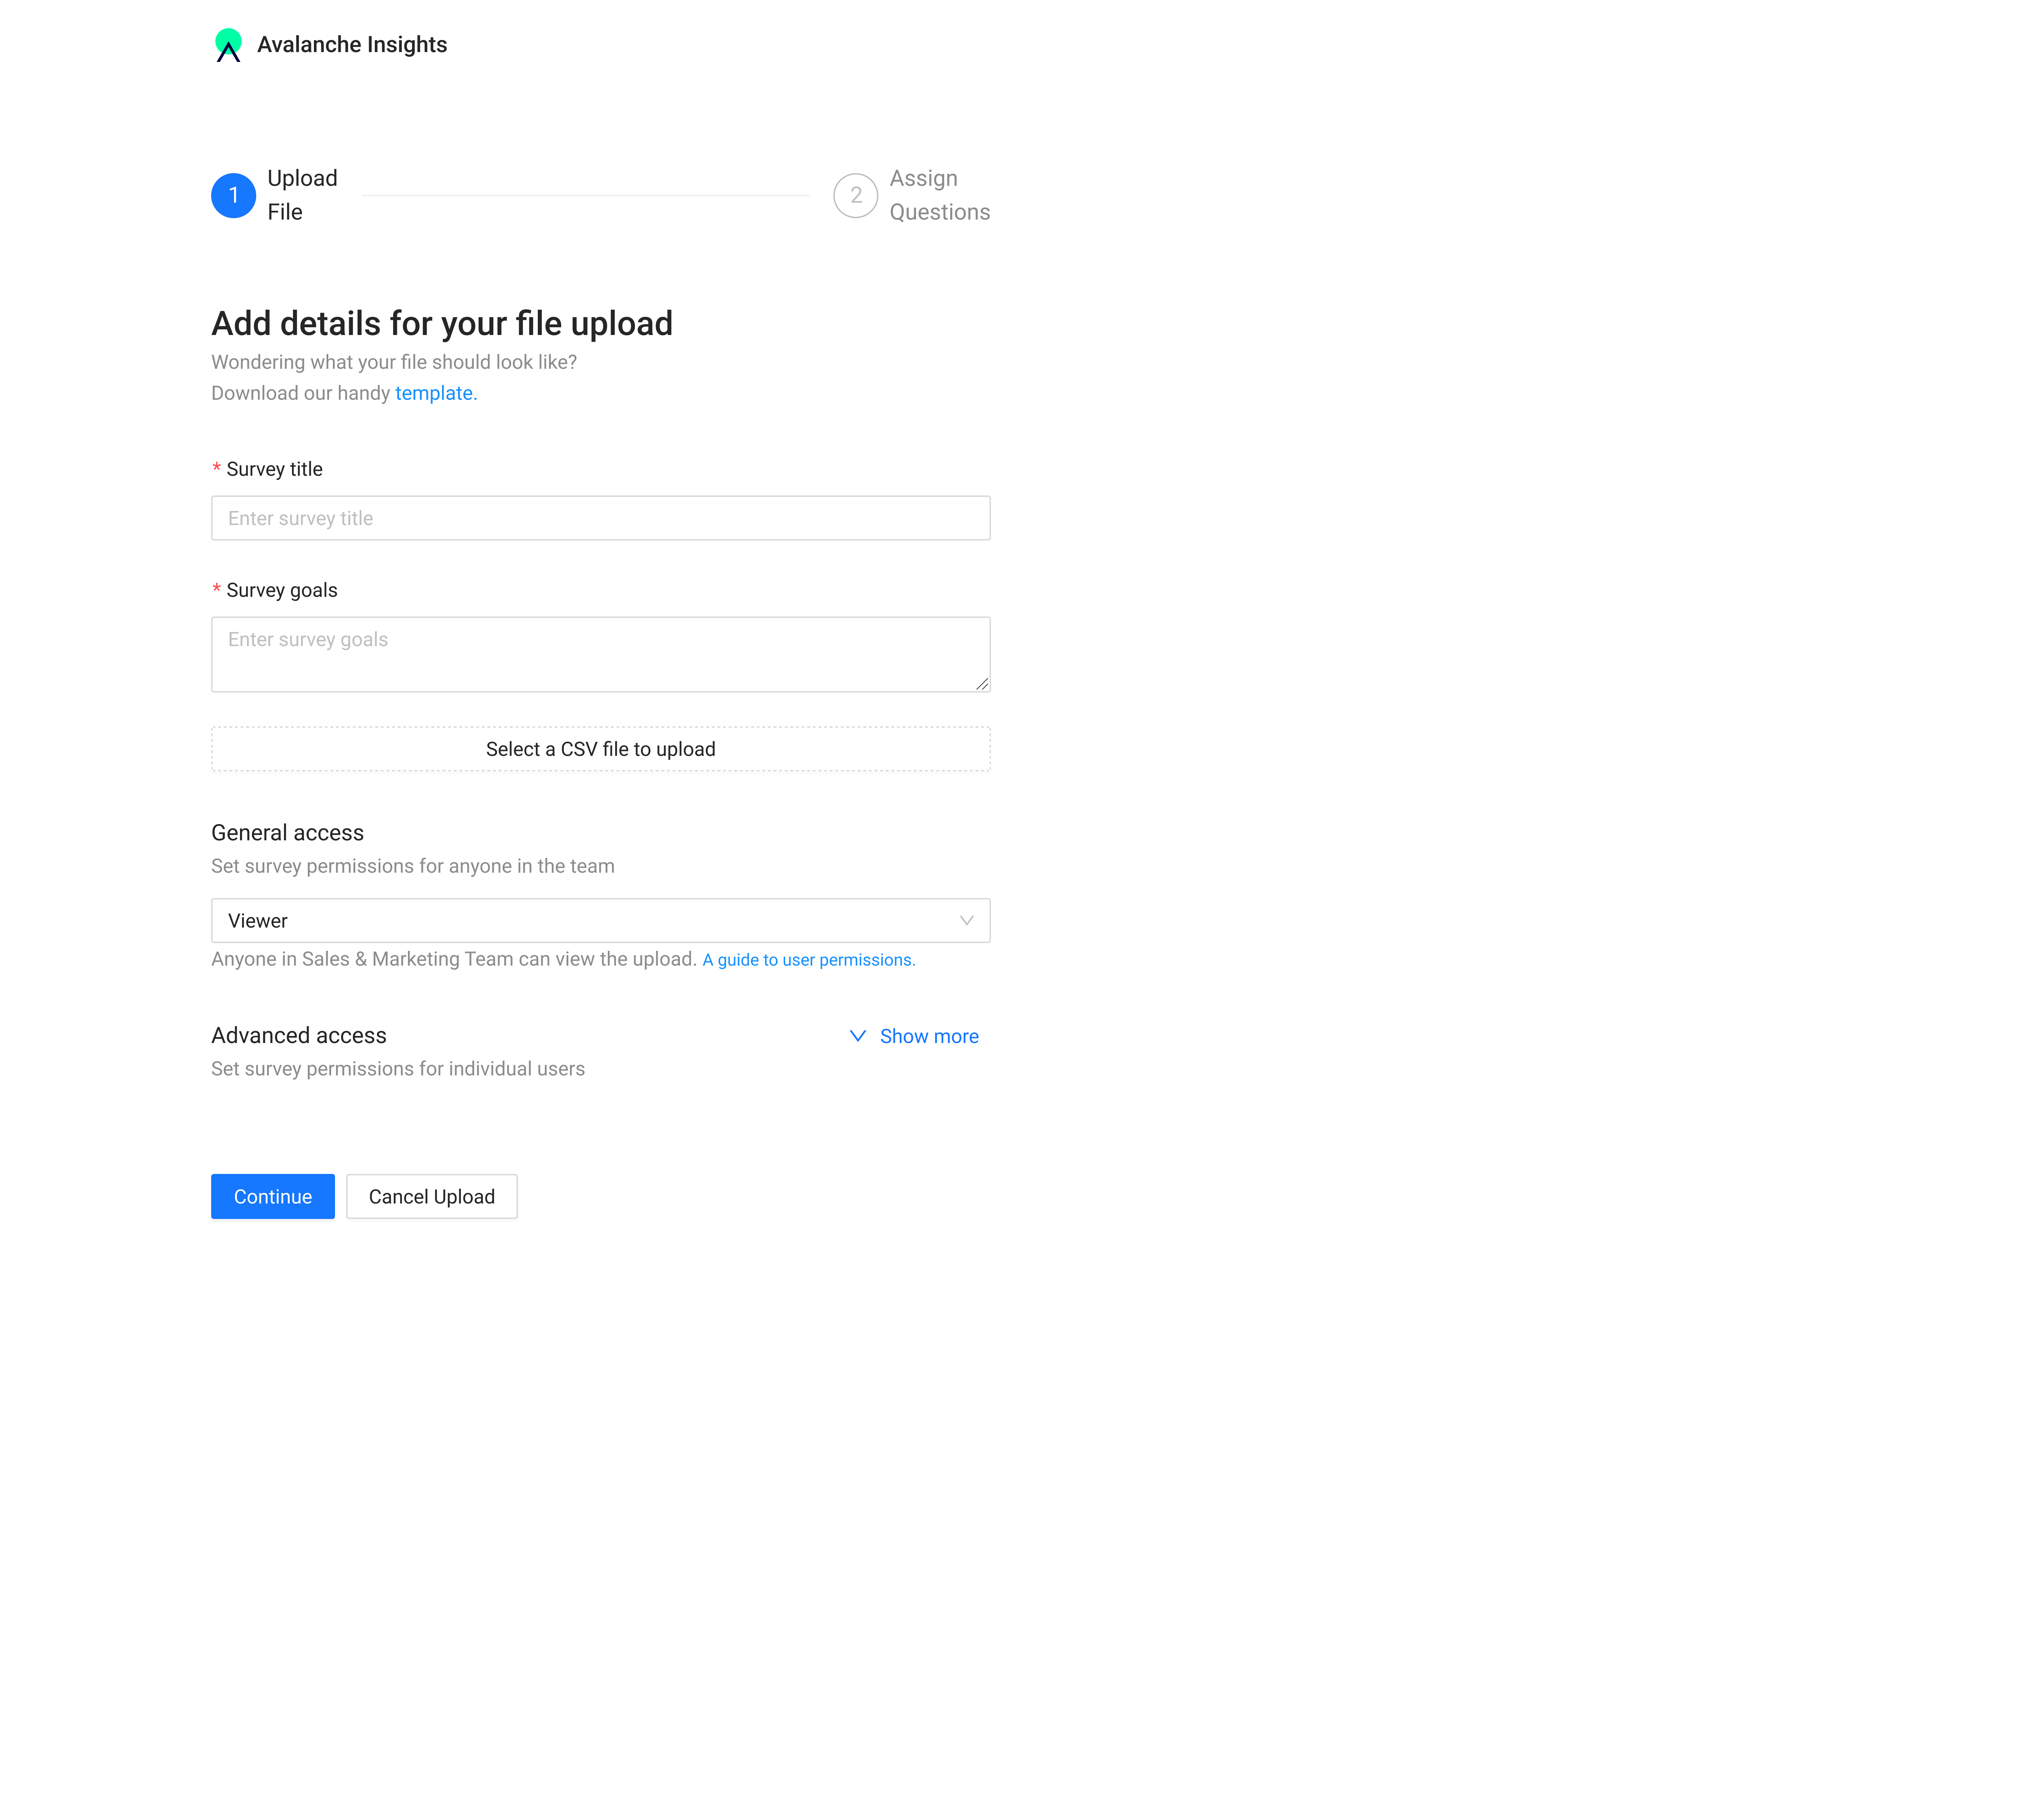 Avalanche Insights
1
Upload
File
2
Assign
Questions
Add details for your file upload
Wondering what your file should look like?
Download our handy template.
* Survey title
Enter survey title
* Survey goals
Enter survey goals
Select a CSV file to upload
General access
Set survey permissions for anyone in the team
Viewer
Anyone in Sales & Marketing Team can view the upload. A guide to user permissions.
Advanced access
Show more
Set survey permissions for individual users
Continue
Cancel Upload